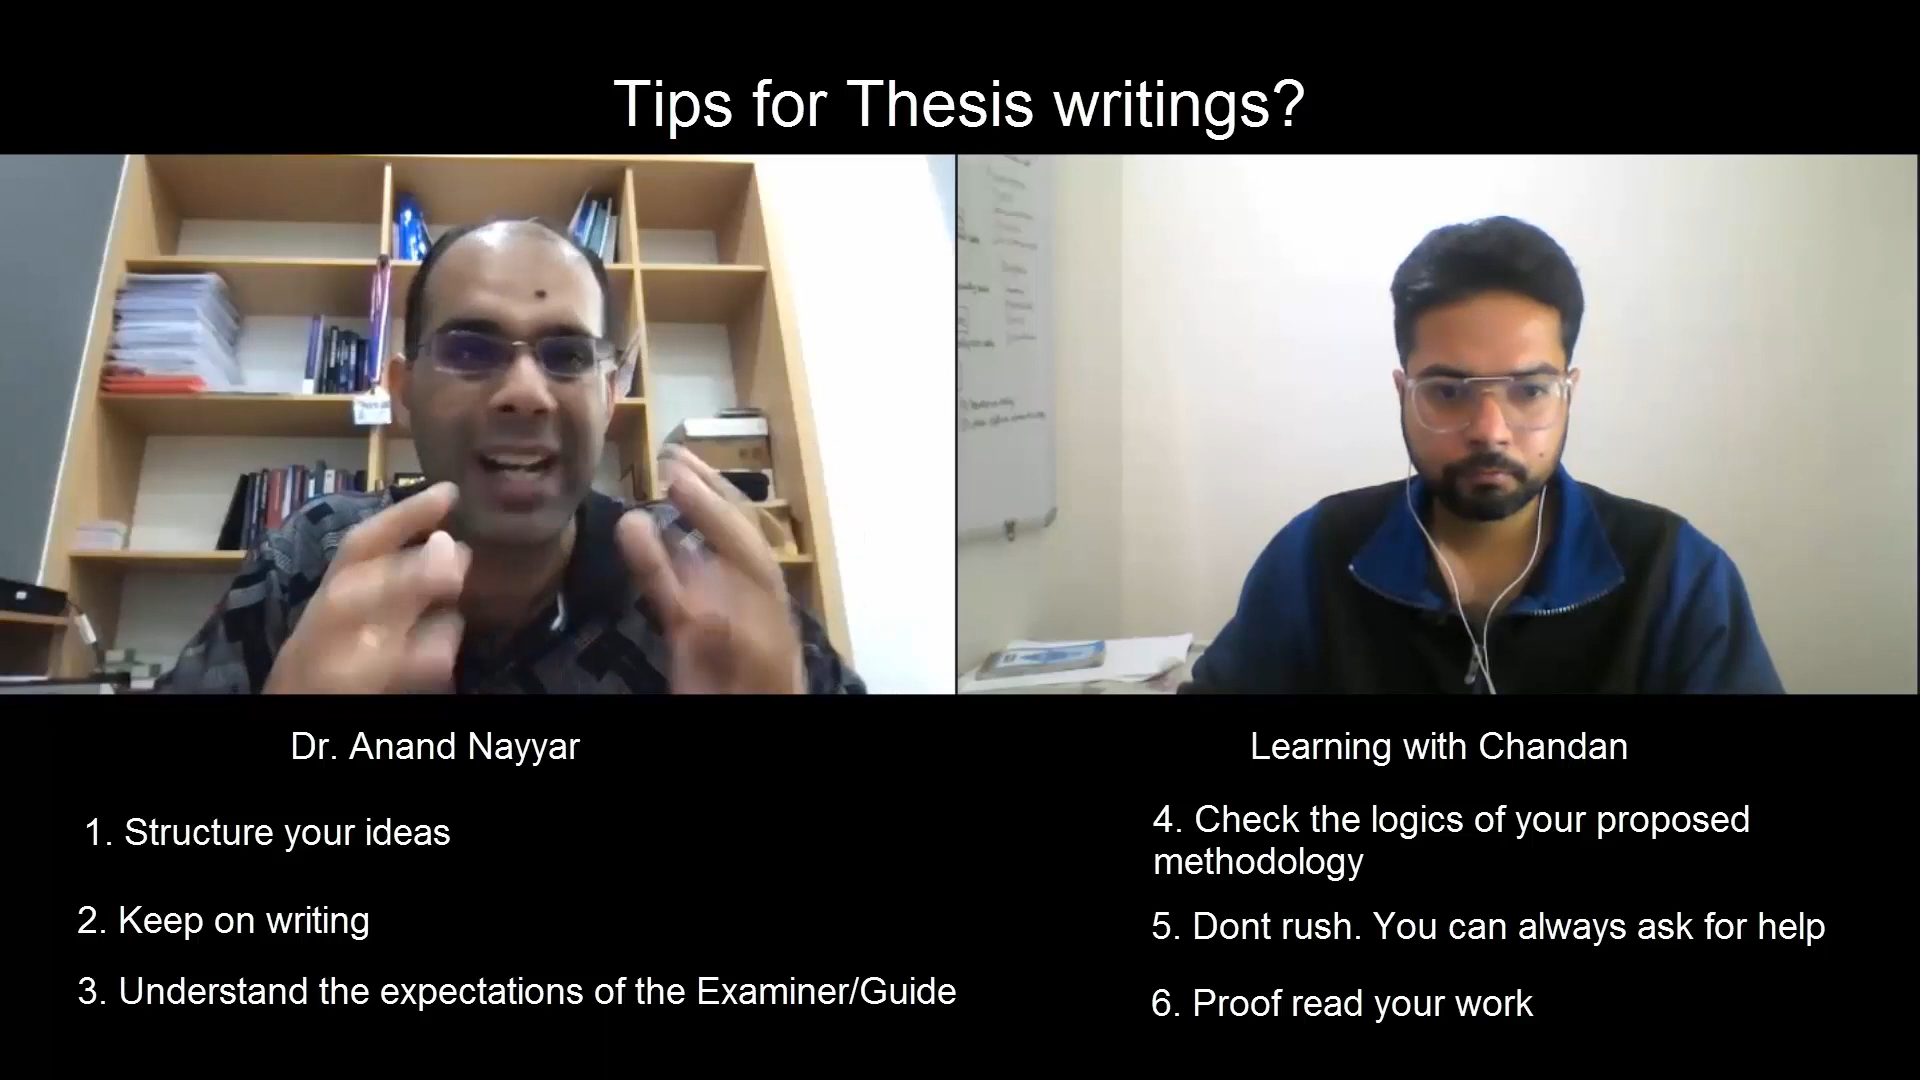 Tips for Thesis writings?
Dr. Anand Nayyar
Learning with Chandan
1. Structure your ideas
2. Keep on writing
3. Understand the expectations of the Examiner/Guide
4. Check the logics of your proposed
methodology
5. Dont rush. You can always ask for help
6. Proof read your work